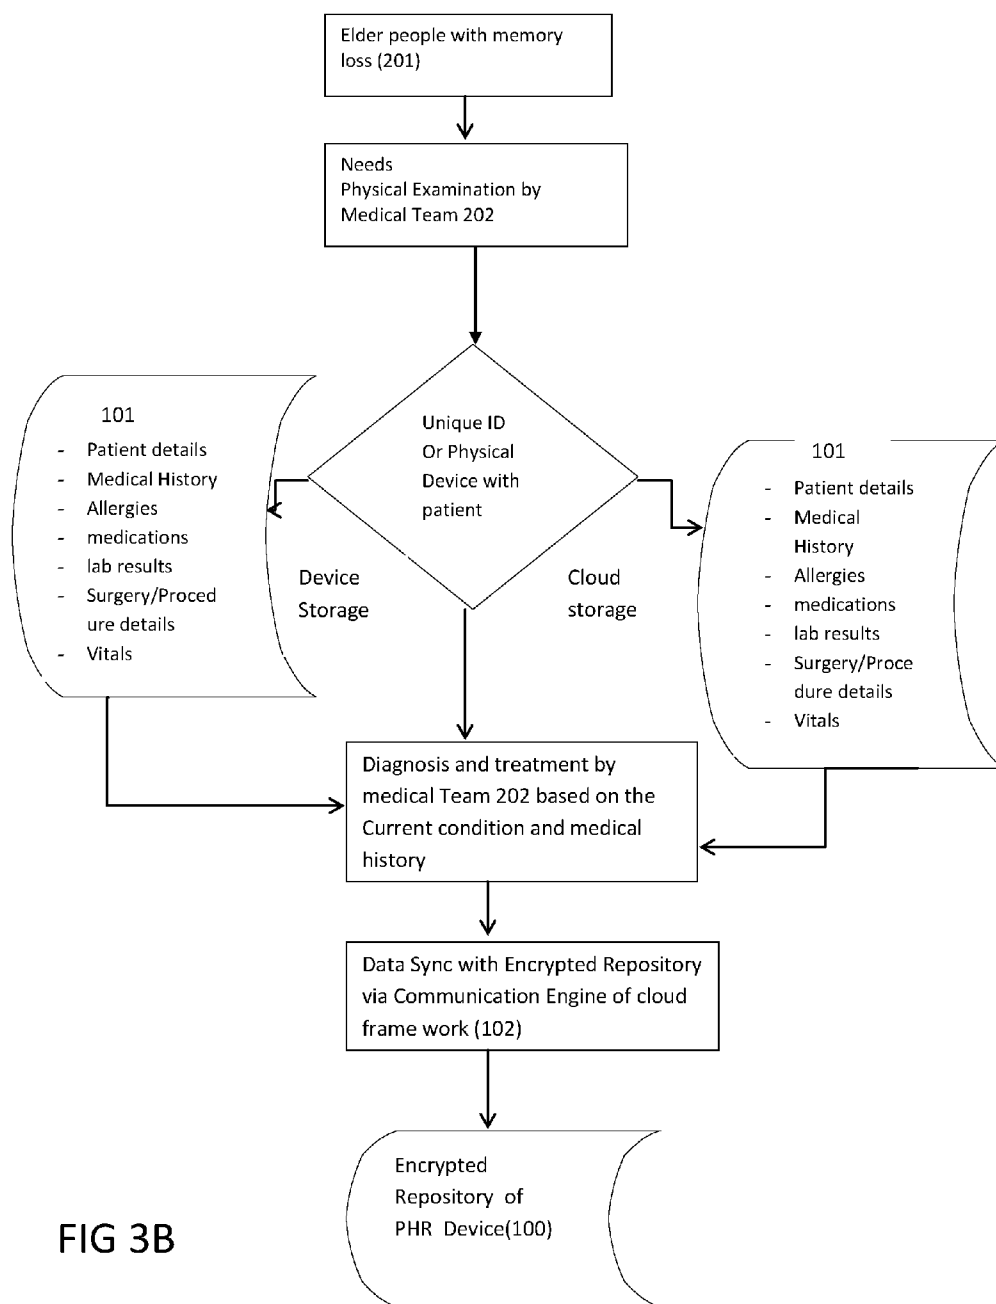 Elder people with memory
loss (201)
Needs
Physical Examination by
Medical Team 202
Unique ID
Or Physical
Device with
patient
101
- Patient details
- Medical History
- Allergies
- medications
- lab results
- Surgery/Proced
ure details
- Vitals
Device
Storage
Cloud
storage
101
- Patient details
- Medical
History
- Allergies
- medications
- lab results
- Surgery/Proce
dure details
- Vitals
Diagnosis and treatment by
medical Team 202 based on the
Current condition and medical
history
Data Sync with Encrypted Repository
via Communication Engine of cloud
frame work (102)
Encrypted
Repository of
PHR Device(100)
FIG 3B